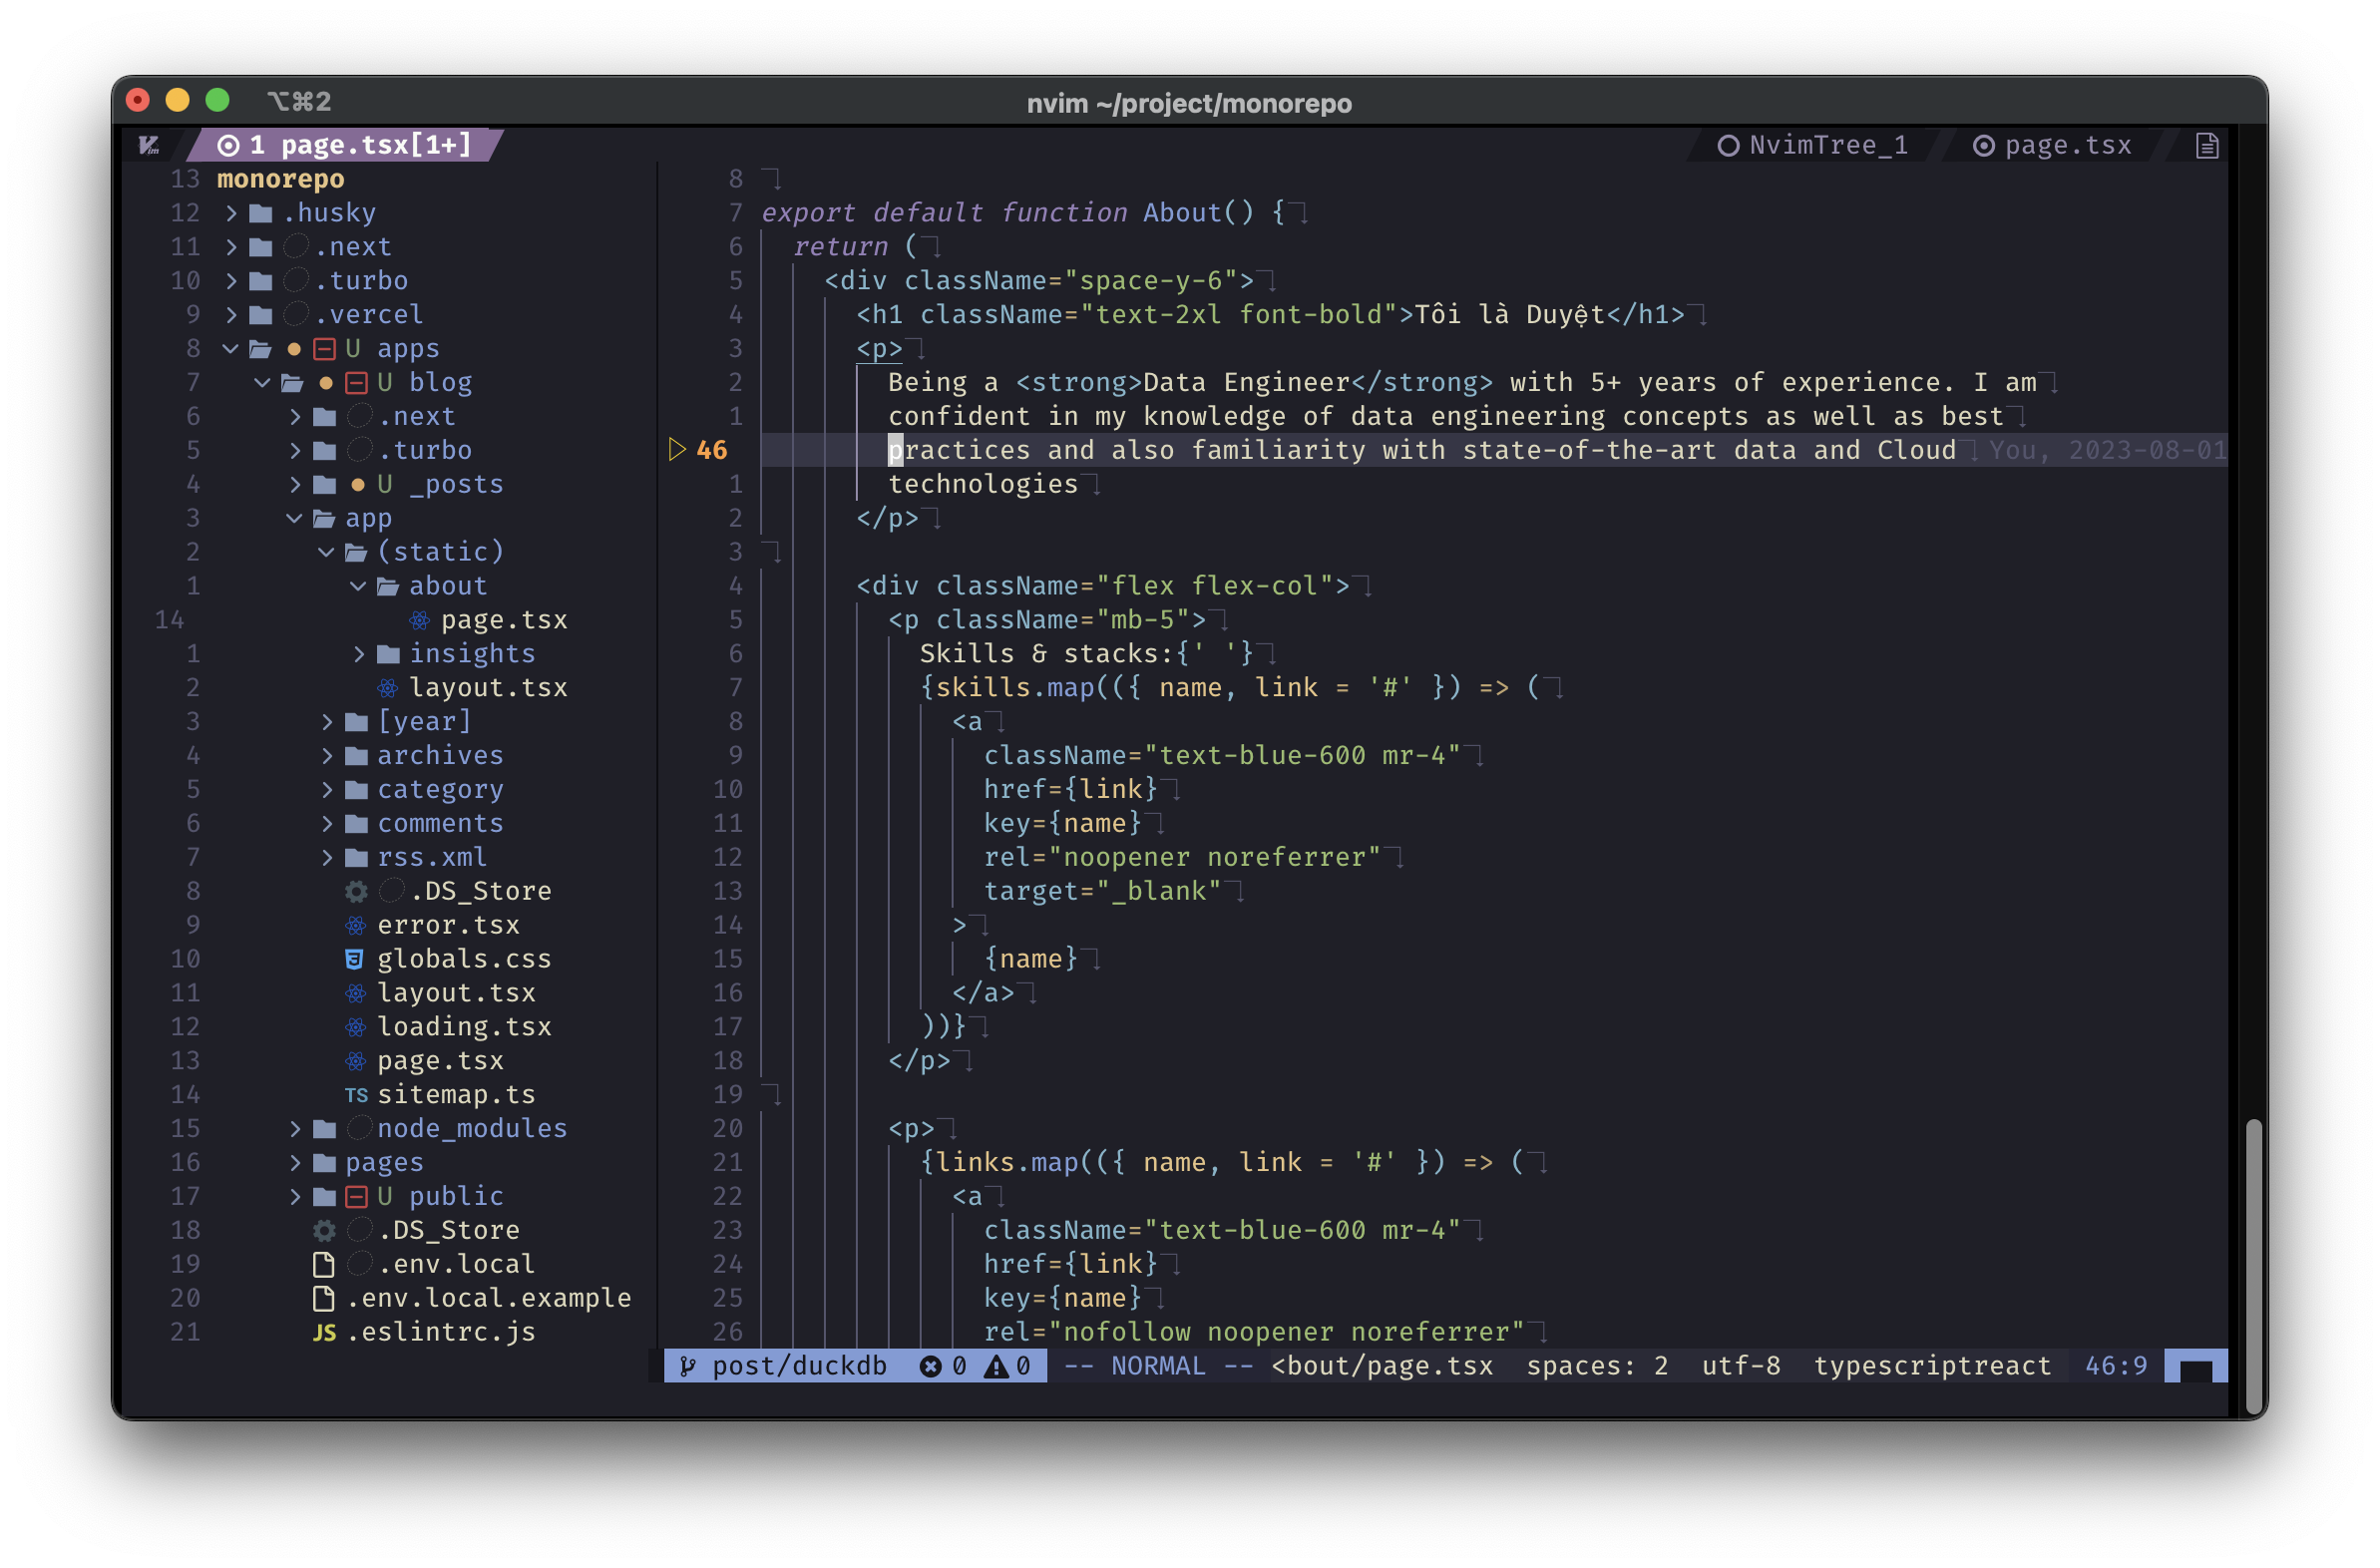 ⌥⌘2
nvim ~/project/monorepo
1 page.tsx[1+]
NvimTree_1
page.tsx
13 monorepo
12 .husky
11 .next
10 .turbo
9 .vercel
8 U apps
7 U blog
6 .next
5 .turbo
4 U _posts
3 app
2 (static)
1 about
14 page.tsx
1 insights
2 layout.tsx
3 [year]
4 archives
5 category
6 comments
7 rss.xml
8 .DS_Store
9 error.tsx
10 globals.css
11 layout.tsx
12 loading.tsx
13 page.tsx
14 TS sitemap.ts
15 node_modules
16 pages
17 U public
18 .DS_Store
19 .env.local
20 .env.local.example
21 JS .eslintrc.js
8
7 export default function About() {
6 return (
5 <div className="space-y-6">
4 <h1 className="text-2xl font-bold">Tôi là Duyệt</h1>
3 <p>
2 Being a <strong>Data Engineer</strong> with 5+ years of experience. I am
1 confident in my knowledge of data engineering concepts as well as best
46 practices and also familiarity with state-of-the-art data and Cloud You, 2023-08-01
1 technologies
2 </p>
3
4 <div className="flex flex-col">
5 <p className="mb-5">
6 Skills & stacks:{' '}
7 {skills.map(({ name, link = '#' }) => (
8 <a
9 className="text-blue-600 mr-4"
10 href={link}
11 key={name}
12 rel="noopener noreferrer"
13 target="_blank"
14 >
15 {name}
16 </a>
17 ))}
18 </p>
19
20 <p>
21 {links.map(({ name, link = '#' }) => (
22 <a
23 className="text-blue-600 mr-4"
24 href={link}
25 key={name}
26 rel="nofollow noopener noreferrer"
post/duckdb 0 0 -- NORMAL -- <bout/page.tsx spaces: 2 utf-8 typescriptreact 46:9